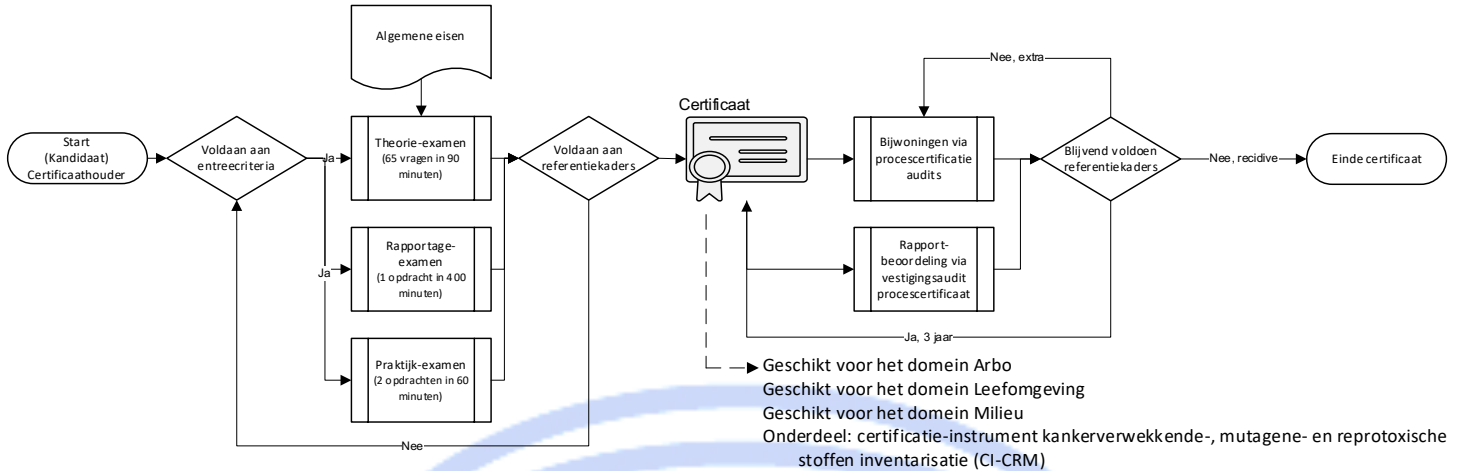 Algemene eisen
Start
(Kandidaat)
Certificaathouder
Voldaan aan
entreecriteria
Ja
Ja
Theorie-examen
(65 vragen in 90
minuten)
Rapportage-
examen
(1 opdracht in 400
minuten)
Praktijk-examen
(2 opdrachten in 60
minuten)
Nee
Voldaan aan
referentiekaders
Certificaat
Bijwoningen via
procescertificatie
audits
Rapport-
beoordeling via
vestigingsaudit
procescertificaat
Nee, extra
Blijvend voldoen
referentiekaders
Ja, 3 jaar
Nee, recidive
Einde certificaat
Geschikt voor het domein Arbo
Geschikt voor het domein Leefomgeving
Geschikt voor het domein Milieu
Onderdeel: certificatie-instrument kankerverwekkende-, mutagene- en reprotoxische
stoffen inventarisatie (CI-CRM)